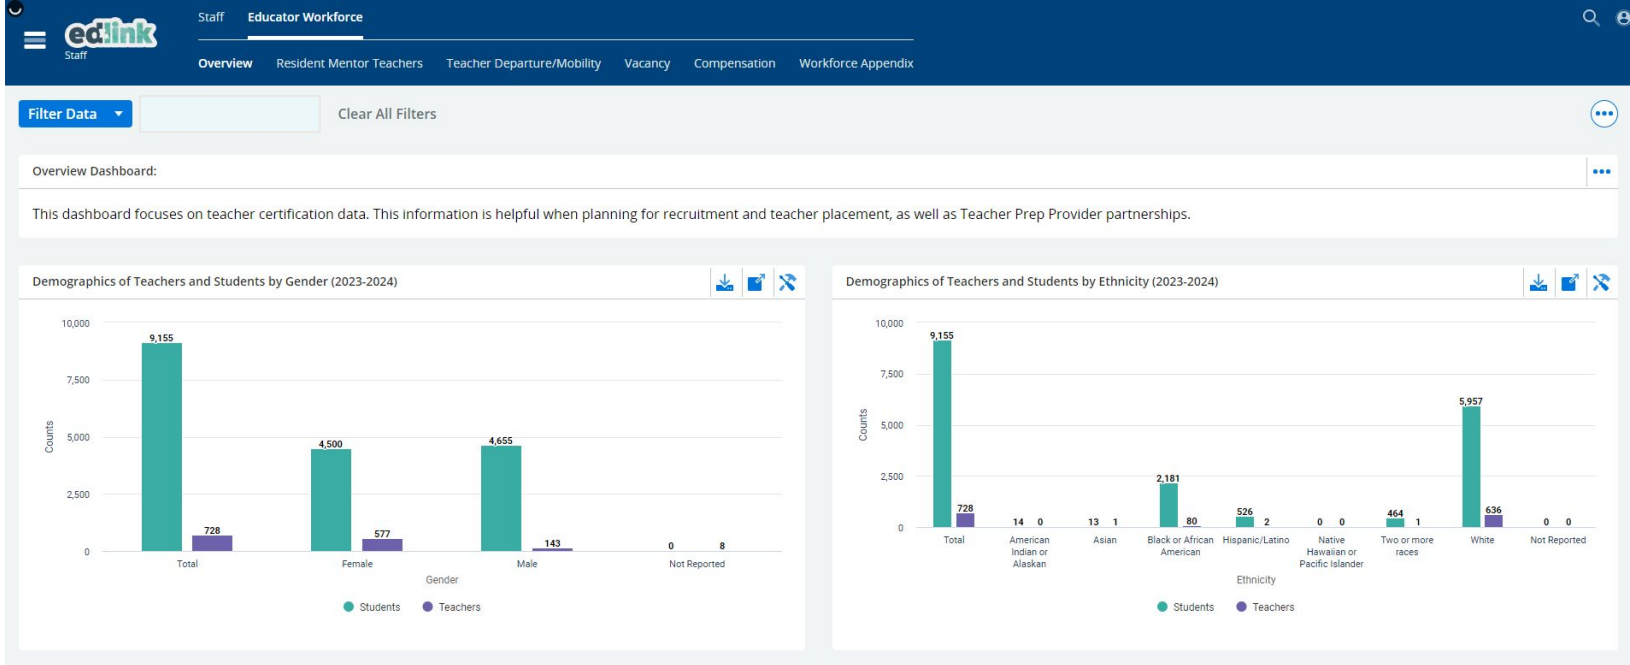 Staff Educator Workforce
ed:link
Staff
Overview Resident Mentor Teachers Teacher Departure/Mobility Vacancy Compensation Workforce Appendix
Filter Data Clear All Filters
Overview Dashboard:
This dashboard focuses on teacher certification data. This information is helpful when planning for recruitment and teacher placement, as well as Teacher Prep Provider partnerships.
Demographics of Teachers and Students by Gender (2023-2024)
10,000
7,500
5,000
2,500
0
Counts
9,155
728
4,500
577
4,655
143
0 8
Total Female Male Not Reported
Gender
Students Teachers
Demographics of Teachers and Students by Ethnicity (2023-2024)
10,000
7,500
5,000
2,500
0
Counts
9,155
728
14 0
13 1
2,181
80
526
2
0 0
464
1
5,957
636
0 0
Total
American
Indian or
Alaskan
Asian
Black or African
American
Hispanic/Latino
Native
Hawaiian or
Pacific Islander
Two or more
races
White
Not Reported
Ethnicity
Students Teachers